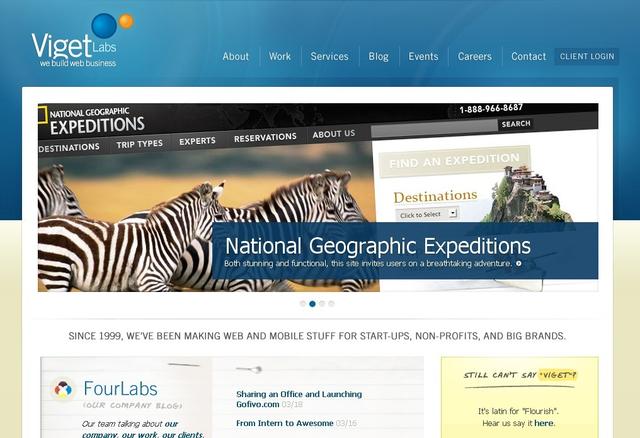 Viget Labs
we build web business
About Work Services Blog Events Careers Contact CLIENT LOGIN
NATIONAL GEOGRAPHIC
EXPEDITIONS
1-888-966-8687
SEARCH
DESTINATIONS TRIP TYPES EXPERTS RESERVATIONS ABOUT US
FIND AN EXPEDITION
Destinations
Click to Select
National Geographic Expeditions
Both stunning and functional, this site invites users on a breathtaking adventure.
SINCE 1999, WE'VE BEEN MAKING WEB AND MOBILE STUFF FOR START-UPS, NON-PROFITS, AND BIG BRANDS.
FourLabs
(OUR COMPANY BLOG)
Our team talking about our
company, our work, our clients,
Sharing an Office and Launching
Gofivo.com 03/18
From Intern to Awesome 03/16
STILL CAN'T SAY "VIGET"?
It's latin for "Flourish".
Hear us say it here.